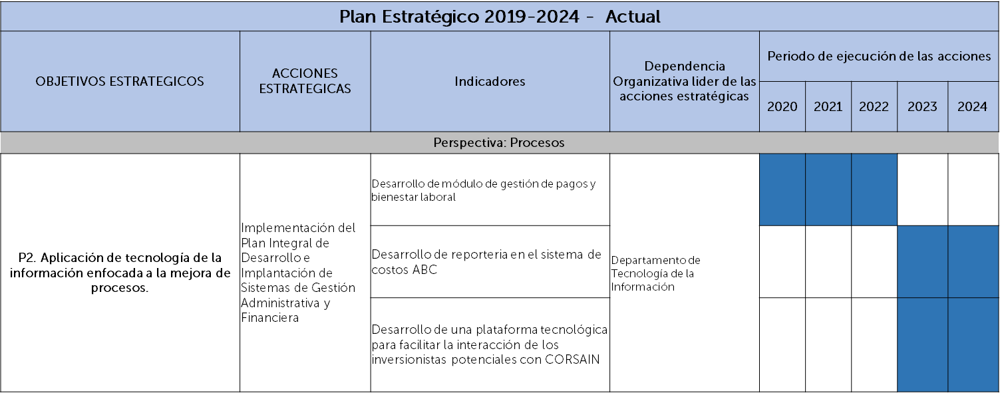 Plan Estratégico 2019-2024 - Actual
OBJETIVOS ESTRATEGICOS
ACCIONES
ESTRATEGICAS
Indicadores
Dependencia
Organizativa lider de las
acciones estratégicas
Periodo de ejecución de las acciones
2020
2021
2022
2023
2024
Perspectiva: Procesos
P2. Aplicación de tecnología de la
información enfocada a la mejora de
procesos.
Implementación del
Plan Integral de
Desarrollo e
Implantación de
Sistemas de Gestión
Administrativa y
Financiera
Desarrollo de módulo de gestión de pagos y
bienestar laboral
Desarrollo de reporteria en el sistema de
costos ABC
Desarrollo de una plataforma tecnológica
para facilitar la interacción de los
inversionistas potenciales con CORSAIN
Departamento de
Tecnología de la
Información